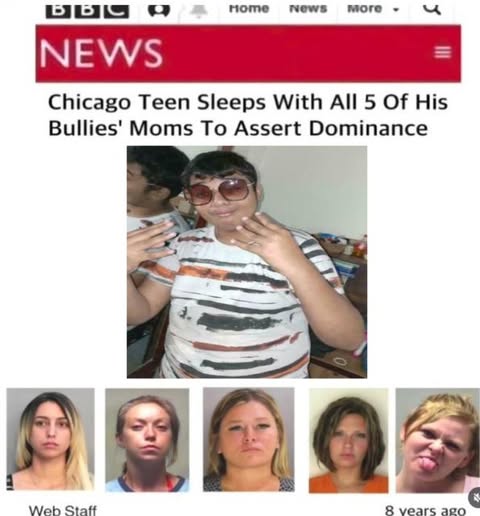 BBC Home News More
NEWS
Chicago Teen Sleeps With All 5 Of His
Bullies' Moms To Assert Dominance
Web Staff 8 years ago